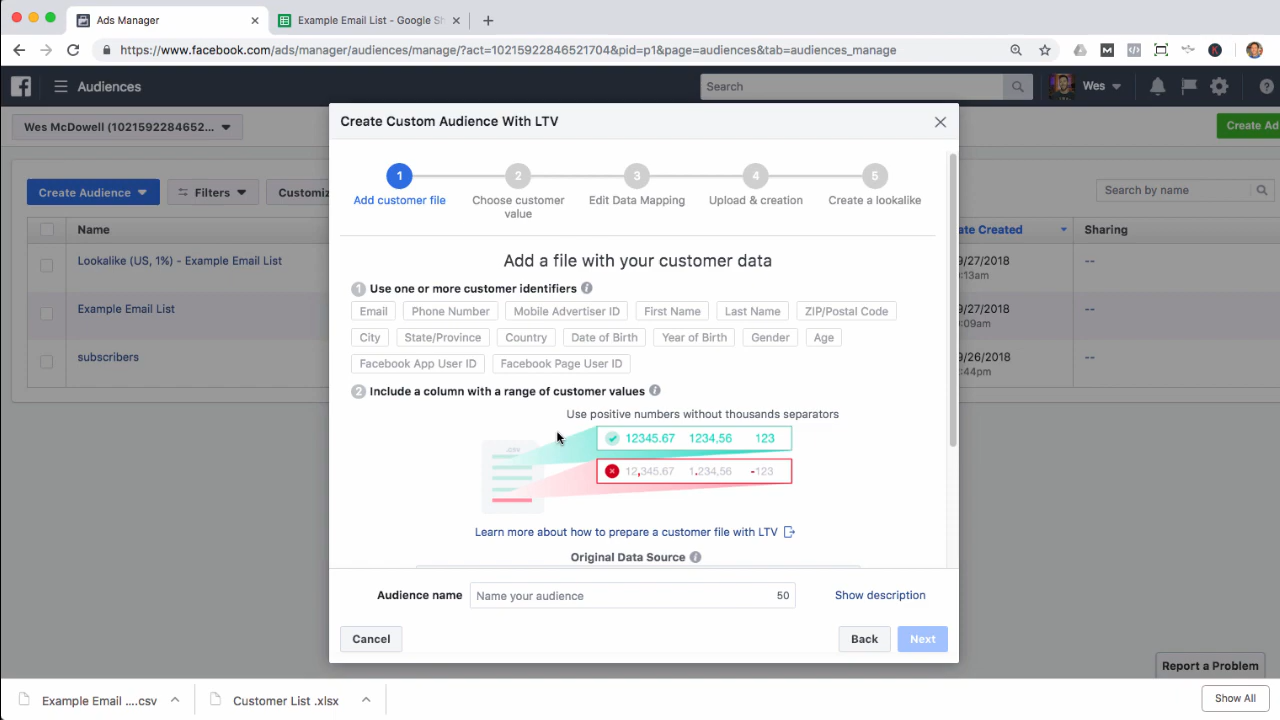 Ads Manager
Example Email List - Google Sh
https://www.facebook.com/ads/manager/audiences/manage/?act=10215922846521704&pid=p1&page=audiences&tab=audiences_manage
Audiences
Search
Wes
Wes McDowell (1021592284652...
Create Ad
Create Audience
Filters
Customiz
Search by name
Name
ate Created
Sharing
Lookalike (US, 1%) - Example Email List
9/27/2018
:13am
--
Example Email List
9/27/2018
:09am
--
subscribers
9/26/2018
:44pm
--
Create Custom Audience With LTV
1 2 3 4 5
Add customer file
Choose customer value
Edit Data Mapping
Upload & creation
Create a lookalike
Add a file with your customer data
1 Use one or more customer identifiers
Email Phone Number Mobile Advertiser ID First Name Last Name ZIP/Postal Code
City State/Province Country Date of Birth Year of Birth Gender Age
Facebook App User ID Facebook Page User ID
2 Include a column with a range of customer values
Use positive numbers without thousands separators
12345.67 1234,56 123
12,345.67 1.234,56 -123
Learn more about how to prepare a customer file with LTV
Original Data Source
Audience name
Name your audience
50
Show description
Cancel
Back
Next
Report a Problem
Example Email ....csv
Customer List .xlsx
Show All